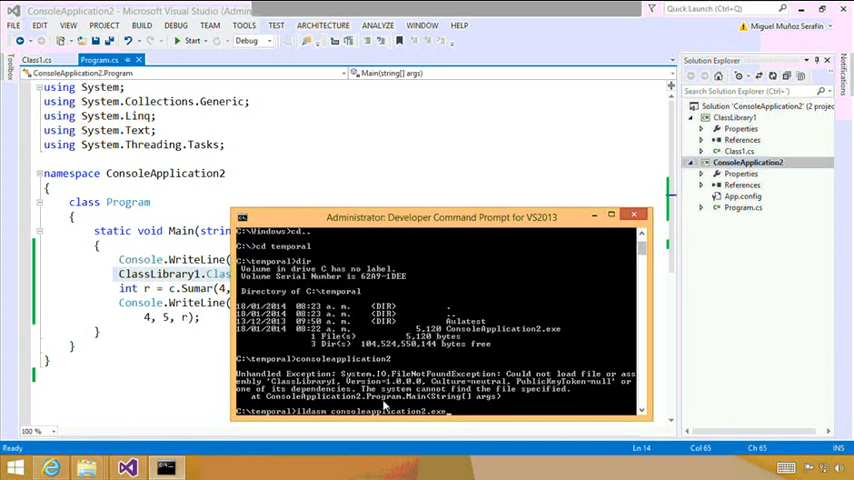 ConsoleApplication2 - Microsoft Visual Studio (Admin
Quick Launch (Ctrl+Q)
FILE EDIT VIEW PROJECT BUILD DEBUG TEAM TOOLS TEST ARCHITECTURE ANALYZE WINDOW HELP
Miguel Muñoz Serafín
Start Debug
Class1.cs Program.cs
ConsoleApplication2.Program Main(string[] args)
Toolbox
using System;
using System.Collections.Generic;
using System.Linq;
using System.Text;
using System.Threading.Tasks;
namespace ConsoleApplication2
{
class Program
{
static void Main(strin
{
Console.WriteLine
ClassLibrary1.Clas
int r = c.Sumar(4,
Console.WriteLine
4, 5, r);
}
}
}
100 %
Administrator: Developer Command Prompt for VS2013
C:\Windows>cd..
C:\>cd temporal
C:\temporal>dir
Volume in drive C has no label.
Volume Serial Number is 62A9-1DEE
Directory of C:\temporal
18/01/2014 08:23 a. m. <DIR> .
18/01/2014 08:23 a. m. <DIR> ..
13/12/2013 08:50 a. m. <DIR> Aulatest
18/01/2014 08:22 a. m. 5,120 ConsoleApplication2.exe
1 File(s) 5,120 bytes
3 Dir(s) 104,524,550,144 bytes free
C:\temporal>consoleapplication2
Unhandled Exception: System.IO.FileNotFoundException: Could not load file or ass
embly 'ClassLibrary1, Version=1.0.0.0, Culture=neutral, PublicKeyToken=null' or
one of its dependencies. The system cannot find the file specified.
at ConsoleApplication2.Program.Main(String[] args)
C:\temporal>ildasm consoleapplication2.exe_
Solution Explorer
Search Solution Explorer (Ctrl+')
Solution 'ConsoleApplication2' (2 projec
ClassLibrary1
Properties
References
Class1.cs
ConsoleApplication2
Properties
References
App.config
Program.cs
Notifications
Ln 14 Col 65 Ch 65 INS